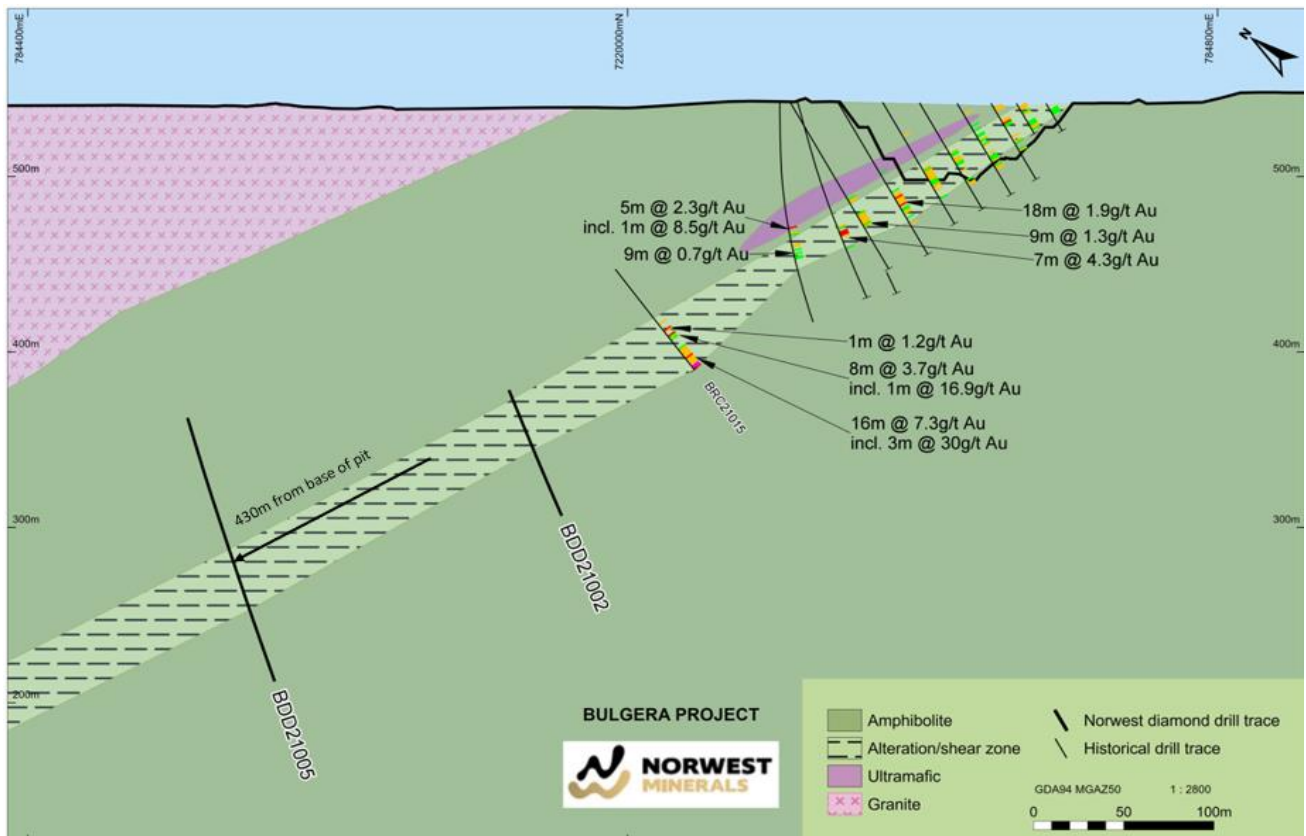 784400mE
7220000mN
784800mE
N
500m
500m
5m @ 2.3g/t Au
incl. 1m @ 8.5g/t Au
9m @ 0.7g/t Au
18m @ 1.9g/t Au
9m @ 1.3g/t Au
7m @ 4.3g/t Au
400m
400m
1m @ 1.2g/t Au
8m @ 3.7g/t Au
incl. 1m @ 16.9g/t Au
16m @ 7.3g/t Au
incl. 3m @ 30g/t Au
BRC21015
430m from base of pit
300m
300m
BDD21002
200m
BDD21005
BULGERA PROJECT
NORWEST
MINERALS
Amphibolite
Alteration/shear zone
Ultramafic
Granite
Norwest diamond drill trace
Historical drill trace
GDA94 MGAZ50 1 : 2800
0 50 100m